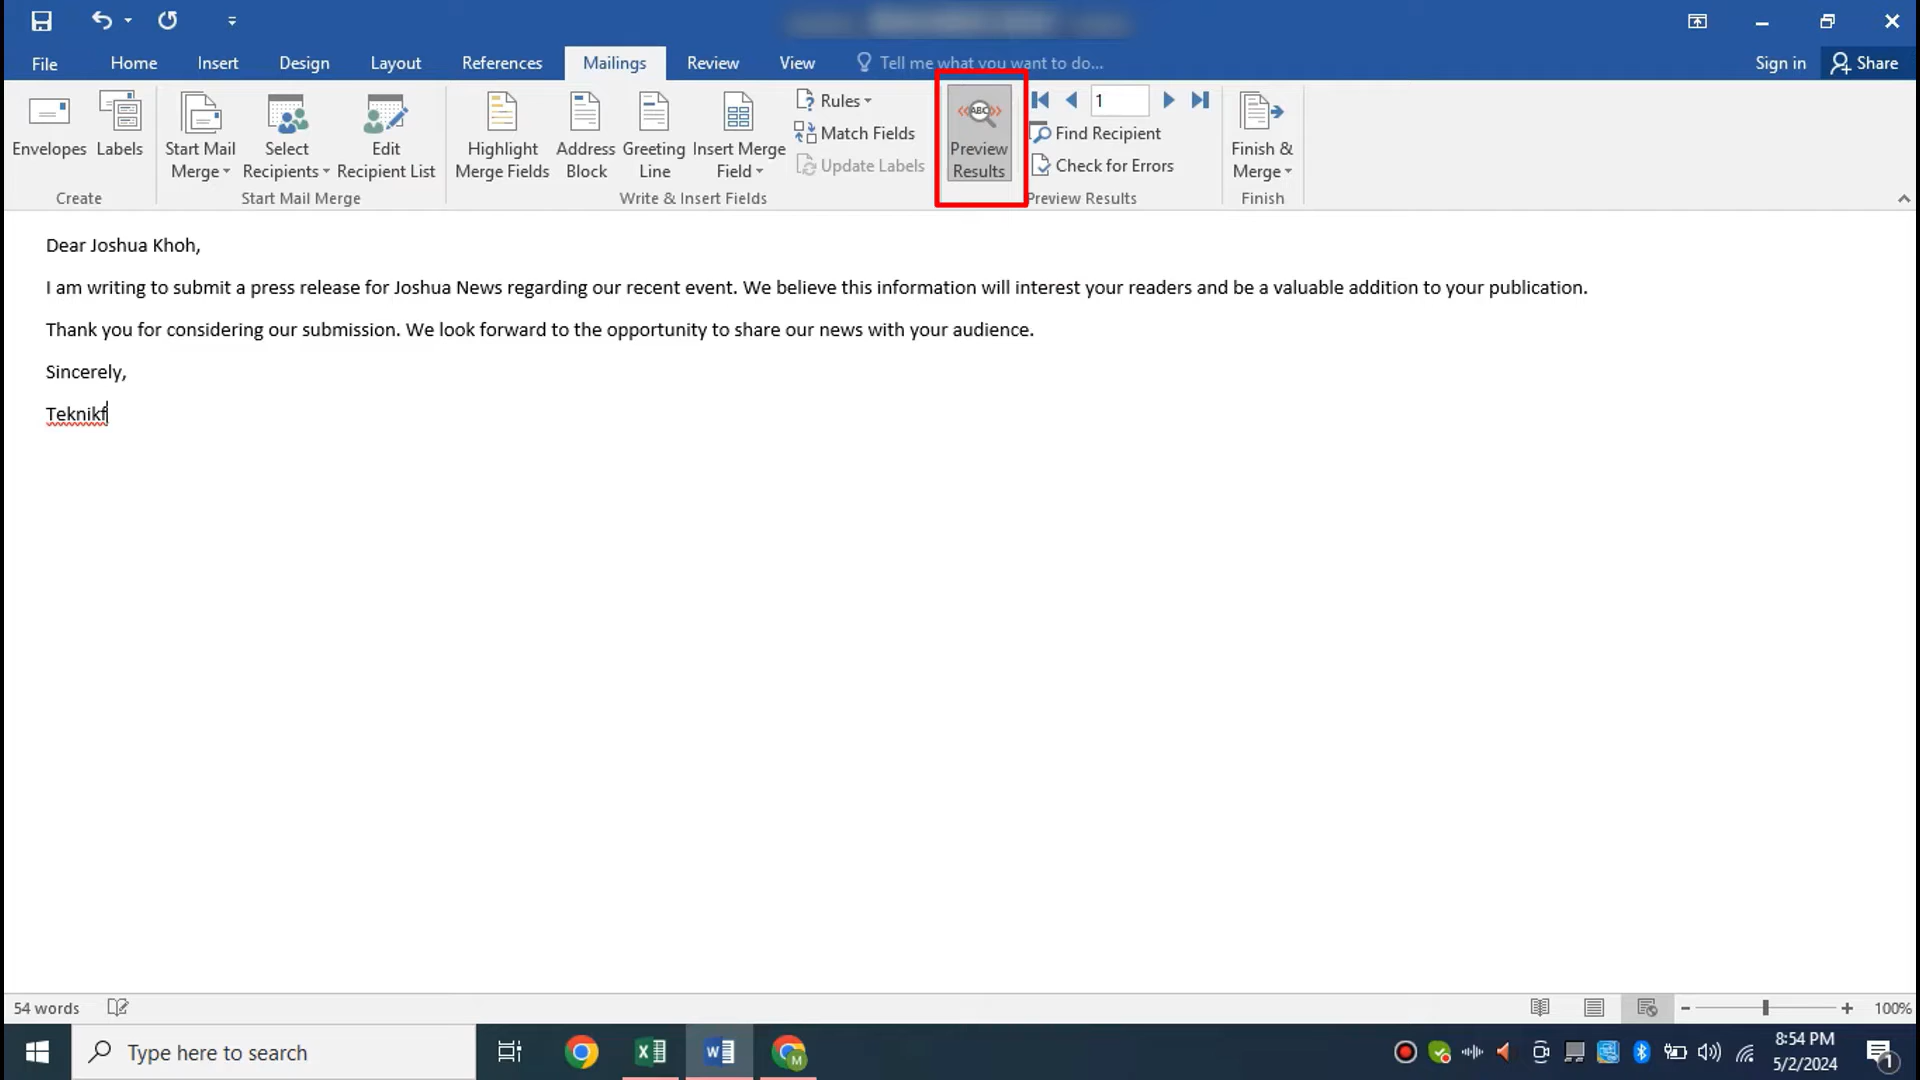 File Home Insert Design Layout References Mailings Review View Tell me what you want to do... Sign in Share
Envelopes Labels
Start Mail Merge
Select Recipients
Edit Recipient List
Highlight Merge Fields
Address Block
Greeting Line
Insert Merge Field
Rules
Match Fields
Update Labels
ABC
Preview Results
1
Find Recipient
Check for Errors
Finish & Merge
Create Start Mail Merge Write & Insert Fields Preview Results Finish
Dear Joshua Khoh,
I am writing to submit a press release for Joshua News regarding our recent event. We believe this information will interest your readers and be a valuable addition to your publication.
Thank you for considering our submission. We look forward to the opportunity to share our news with your audience.
Sincerely,
Teknikf
54 words 100%
Type here to search
M
8:54 PM
5/2/2024
1